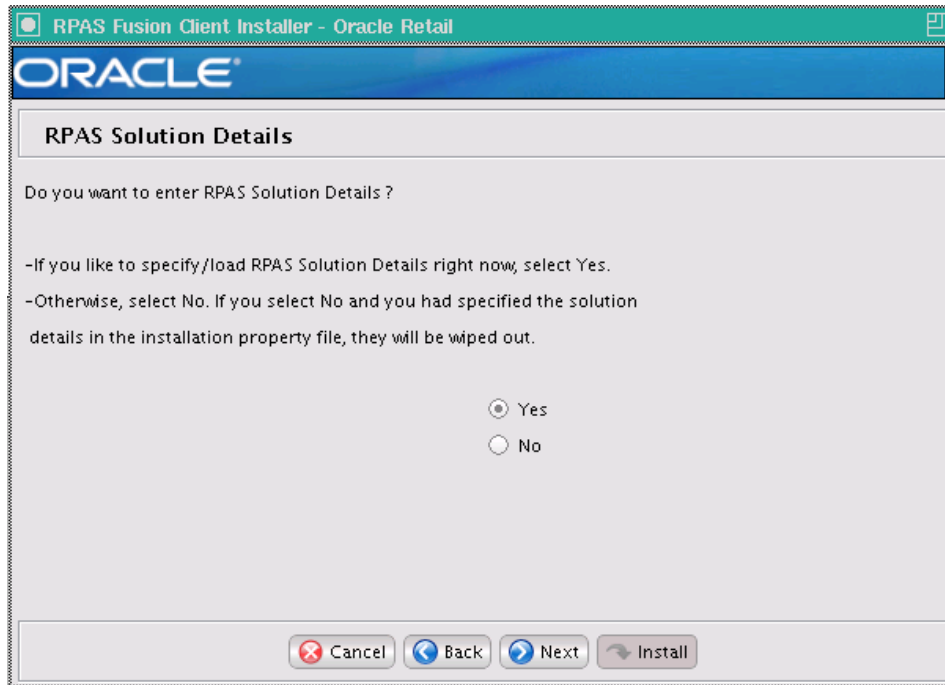 RPAS Fusion Client Installer - Oracle Retail
ORACLE
RPAS Solution Details
Do you want to enter RPAS Solution Details ?
-If you like to specify/load RPAS Solution Details right now, select Yes.
-Otherwise, select No. If you select No and you had specified the solution
details in the installation property file, they will be wiped out.
Yes
No
Cancel Back Next Install